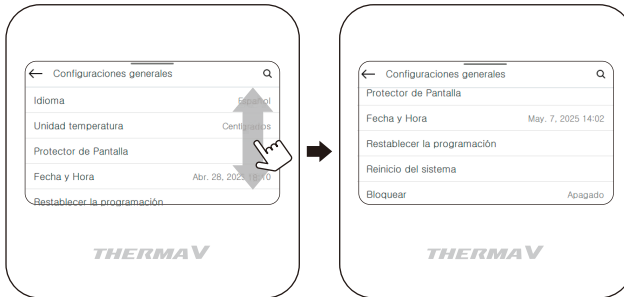 Configuraciones generales
Idioma Español
Unidad temperatura Centígrados
Protector de Pantalla
Fecha y Hora Abr. 28, 2025
Restablecer la programación
THERMAV
Configuraciones generales
Protector de Pantalla
Fecha y Hora May. 7, 2025 14:02
Restablecer la programación
Reinicio del sistema
Bloquear Apagado
THERMAV